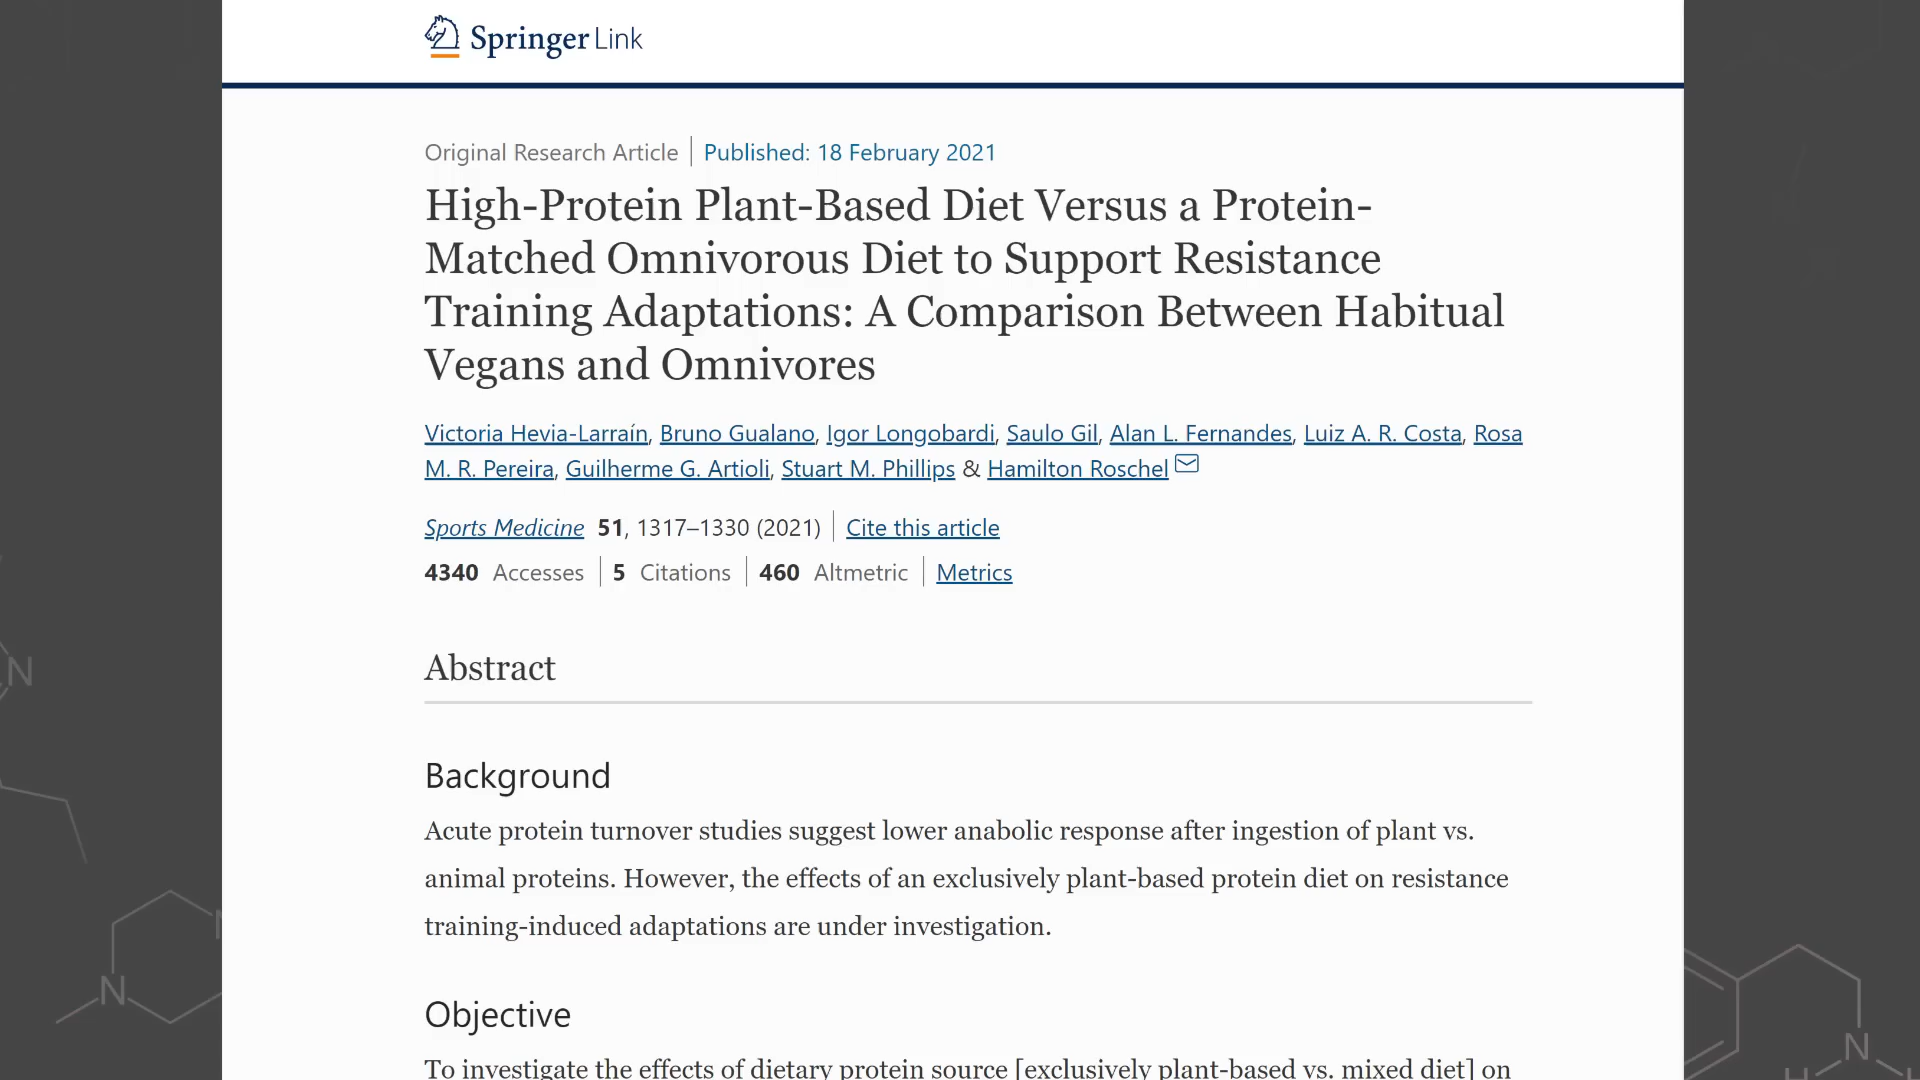 Springer Link
Original Research Article | Published: 18 February 2021
High-Protein Plant-Based Diet Versus a Protein-
Matched Omnivorous Diet to Support Resistance
Training Adaptations: A Comparison Between Habitual
Vegans and Omnivores
Victoria Hevia-Larraín, Bruno Gualano, Igor Longobardi, Saulo Gil, Alan L. Fernandes, Luiz A. R. Costa, Rosa
M. R. Pereira, Guilherme G. Artioli, Stuart M. Phillips & Hamilton Roschel
Sports Medicine 51, 1317–1330 (2021) | Cite this article
4340 Accesses | 5 Citations | 460 Altmetric | Metrics
Abstract
Background
Acute protein turnover studies suggest lower anabolic response after ingestion of plant vs.
animal proteins. However, the effects of an exclusively plant-based protein diet on resistance
training-induced adaptations are under investigation.
Objective
To investigate the effects of dietary protein source [exclusively plant-based vs. mixed diet] on
N
N
N
N
H
H